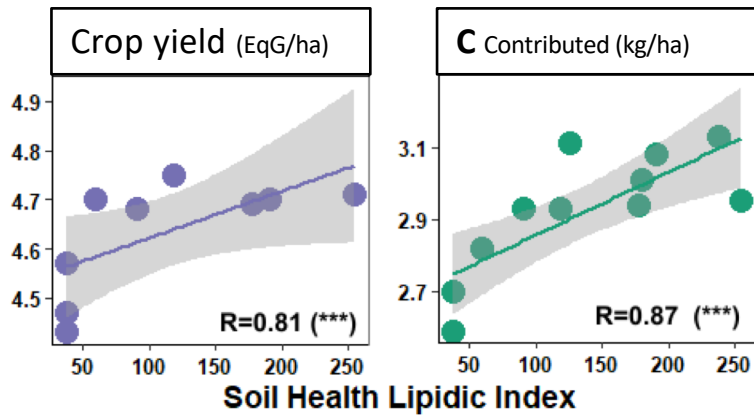 Crop yield (EqG/ha)
C Contributed (kg/ha)
4.9
4.8
4.7
4.6
4.5
R=0.81 (***)
50 100 150 200 250
3.1
2.9
2.7
R=0.87 (***)
50 100 150 200 250
Soil Health Lipidic Index